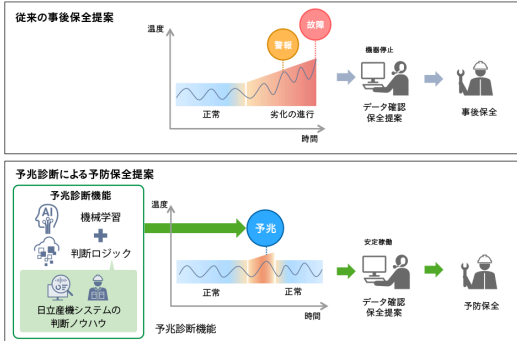 従来の事後保全提案
温度
警報
故障
正常
劣化の進行
時間
機器停止
データ確認
保全提案
事後保全
予兆診断による予防保全提案
予兆診断機能
AI
機械学習
+
判断ロジック
日立産機システムの
判断ノウハウ
温度
予兆
正常
正常
時間
予兆診断機能
安定稼働
データ確認
保全提案
予防保全